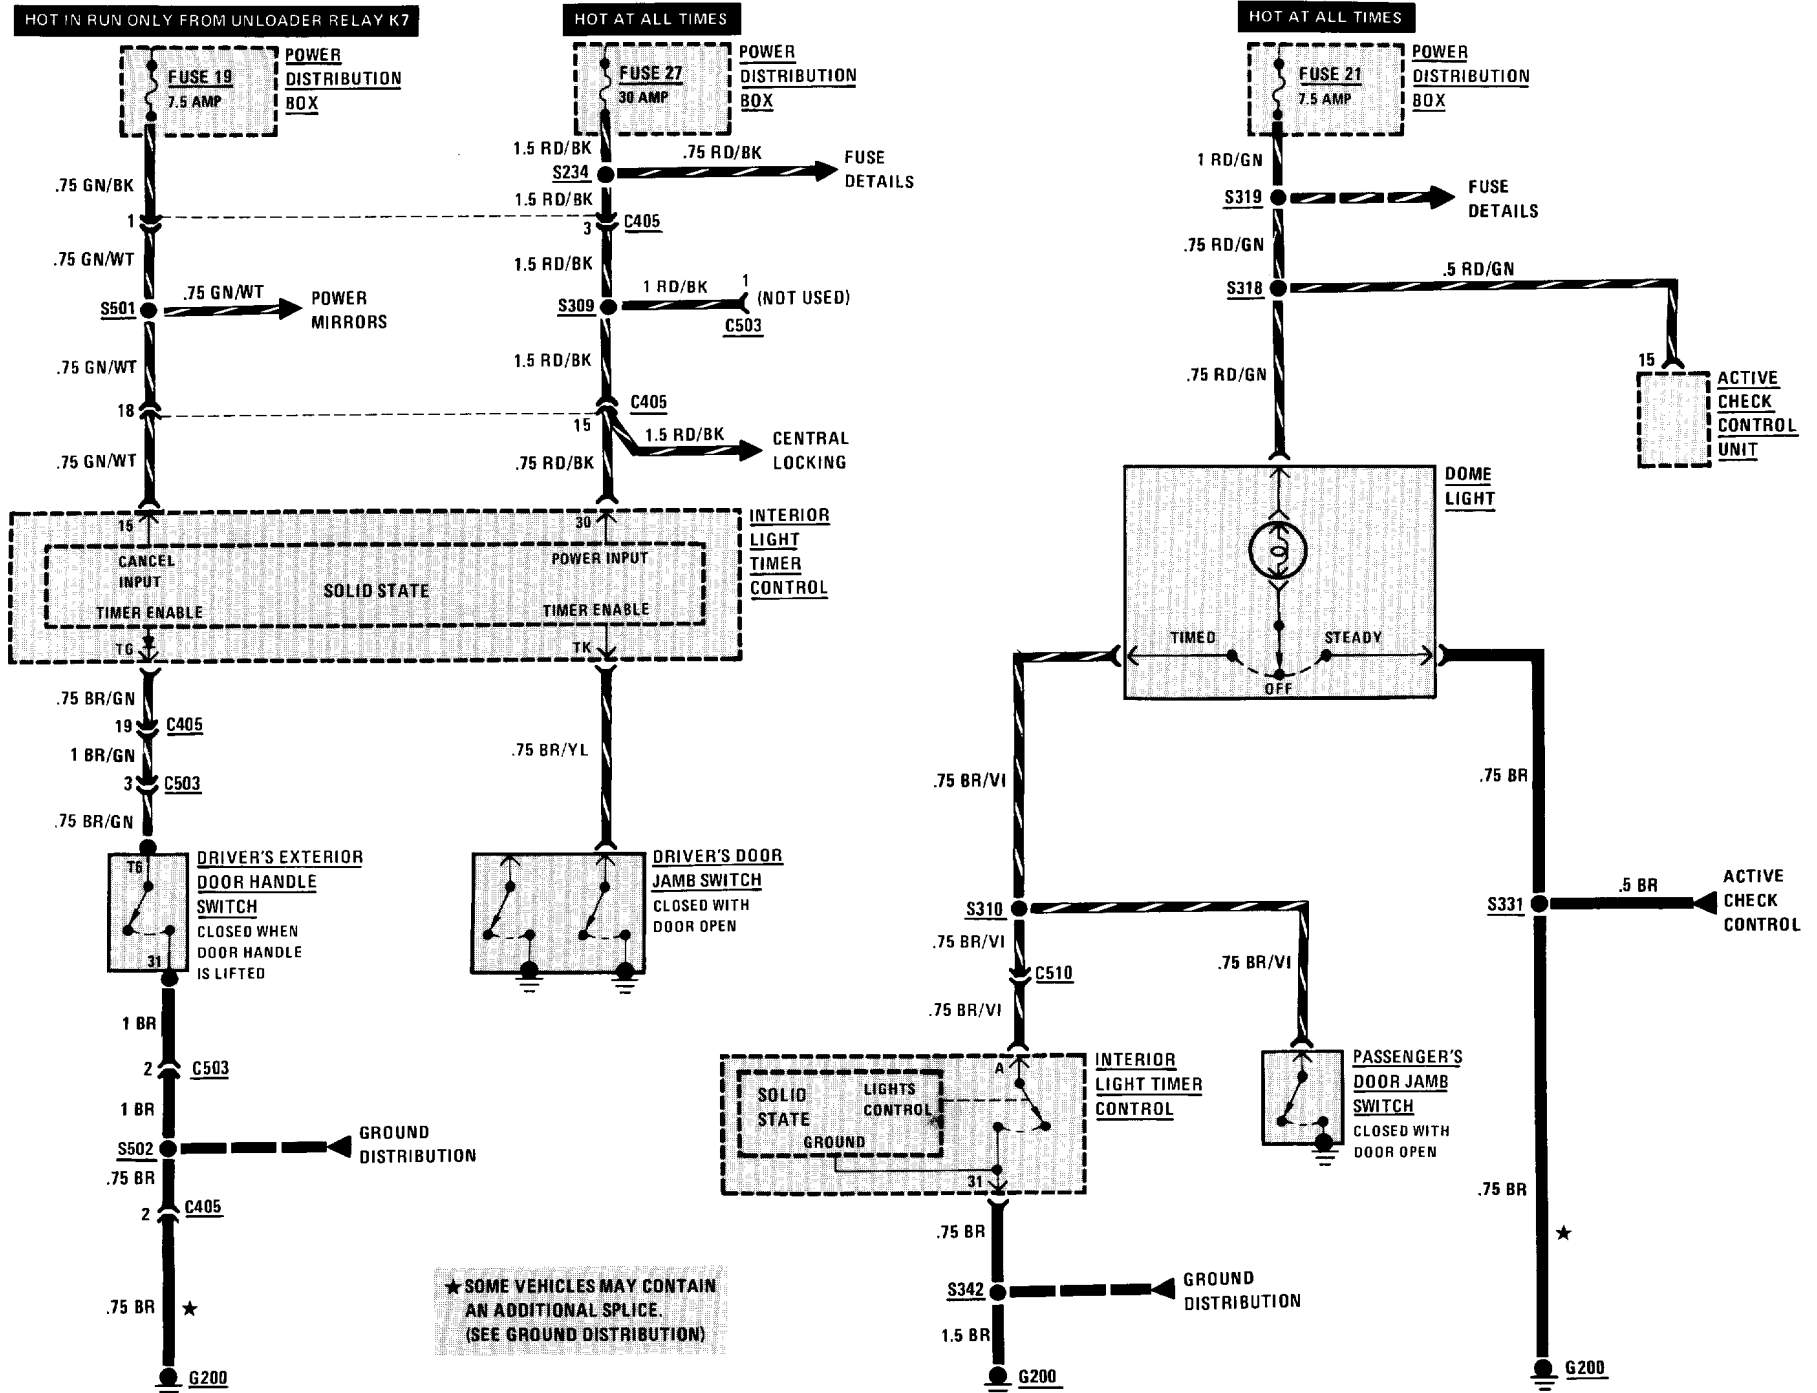 HOT IN RUN ONLY FROM UNLOADER RELAY K7
HOT AT ALL TIMES
HOT AT ALL TIMES
FUSE 19
7.5 AMP
POWER
DISTRIBUTION
BOX
FUSE 27
30 AMP
POWER
DISTRIBUTION
BOX
FUSE 21
7.5 AMP
POWER
DISTRIBUTION
BOX
.75 GN/BK
1
.75 GN/WT
S501
.75 GN/WT
POWER
MIRRORS
.75 GN/WT
18
.75 GN/WT
1.5 RD/BK
S234
.75 RD/BK
FUSE
DETAILS
1.5 RD/BK
3
C405
1.5 RD/BK
S309
1 RD/BK
1
(NOT USED)
C503
1.5 RD/BK
C405
15
1.5 RD/BK
CENTRAL
LOCKING
.75 RD/BK
1 RD/GN
S319
FUSE
DETAILS
.75 RD/GN
S318
.5 RD/GN
.75 RD/GN
15
ACTIVE
CHECK
CONTROL
UNIT
15
CANCEL
INPUT
TIMER ENABLE
TG
SOLID STATE
30
POWER INPUT
TIMER ENABLE
TK
INTERIOR
LIGHT
TIMER
CONTROL
DOME
LIGHT
TIMED
STEADY
OFF
.75 BR/GN
19
C405
1 BR/GN
3
C503
.75 BR/GN
TG
31
DRIVER'S EXTERIOR
DOOR HANDLE
SWITCH
CLOSED WHEN
DOOR HANDLE
IS LIFTED
.75 BR/YL
DRIVER'S DOOR
JAMB SWITCH
CLOSED WITH
DOOR OPEN
1 BR
2
C503
1 BR
S502
GROUND
DISTRIBUTION
.75 BR
2
C405
.75 BR
★
G200
★ SOME VEHICLES MAY CONTAIN
AN ADDITIONAL SPLICE.
(SEE GROUND DISTRIBUTION)
.75 BR/VI
S310
.75 BR/VI
C510
.75 BR/VI
.75 BR/VI
A
SOLID
STATE
LIGHTS
CONTROL
GROUND
31
INTERIOR
LIGHT TIMER
CONTROL
PASSENGER'S
DOOR JAMB
SWITCH
CLOSED WITH
DOOR OPEN
.75 BR
S342
GROUND
DISTRIBUTION
1.5 BR
G200
.75 BR
S331
.5 BR
ACTIVE
CHECK
CONTROL
.75 BR
★
G200